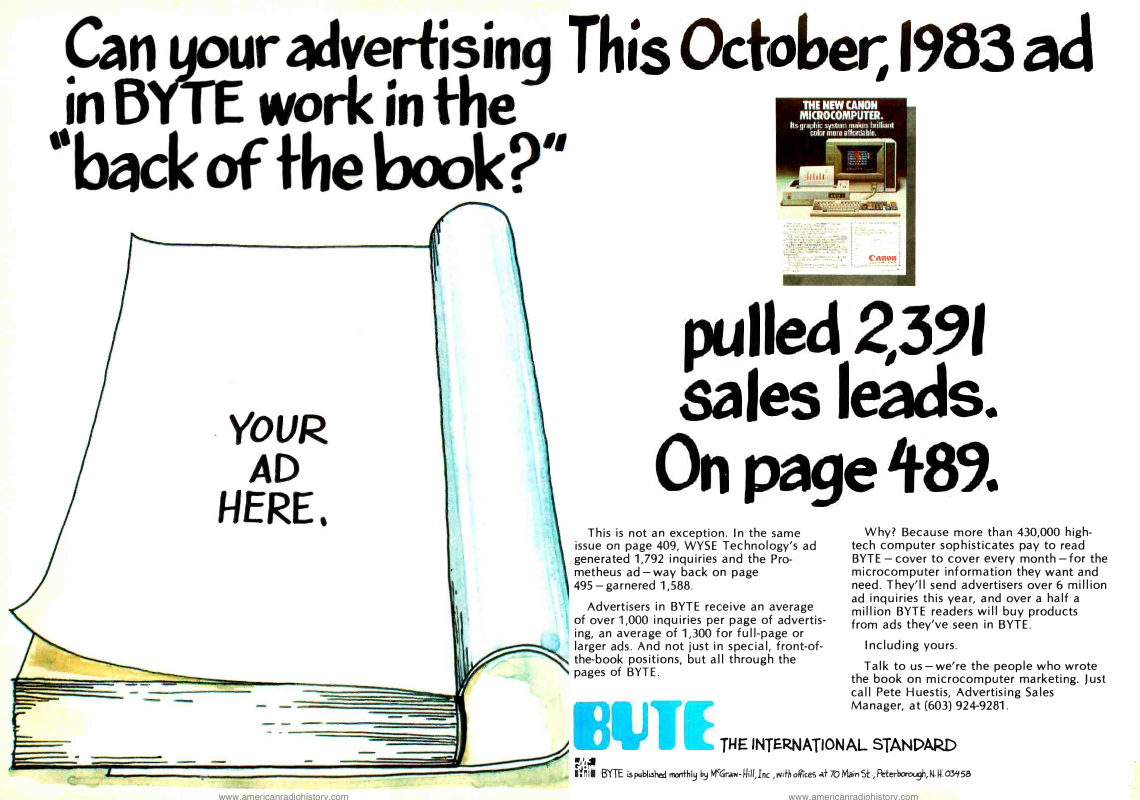 Can your advertising
in BYTE work in the
"back of the book?"
YOUR
AD
HERE.
www.americanradiohistory.com
This October, 1983 ad
THE NEW CANON
MICROCOMPUTER.
Its graphic system makes brilliant
color more affordable.
Canon
pulled 2,391
sales leads.
On page 489.
This is not an exception. In the same
issue on page 409, WYSE Technology's ad
generated 1,792 inquiries and the Pro-
metheus ad – way back on page
495 – garnered 1,588.
Advertisers in BYTE receive an average
of over 1,000 inquiries per page of advertis-
ing, an average of 1,300 for full-page or
larger ads. And not just in special, front-of-
the-book positions, but all through the
pages of BYTE.
Why? Because more than 430,000 high-
tech computer sophisticates pay to read
BYTE – cover to cover every month – for the
microcomputer information they want and
need. They'll send advertisers over 6 million
ad inquiries this year, and over a half a
million BYTE readers will buy products
from ads they've seen in BYTE.
Including yours.
Talk to us – we're the people who wrote
the book on microcomputer marketing. Just
call Pete Huestis, Advertising Sales
Manager, at (603) 924-9281.
BYTE THE INTERNATIONAL STANDARD
BYTE is published monthly by McGraw-Hill, Inc., with offices at 70 Main St., Peterborough, N.H. 03458
www.americanradiohistory.com